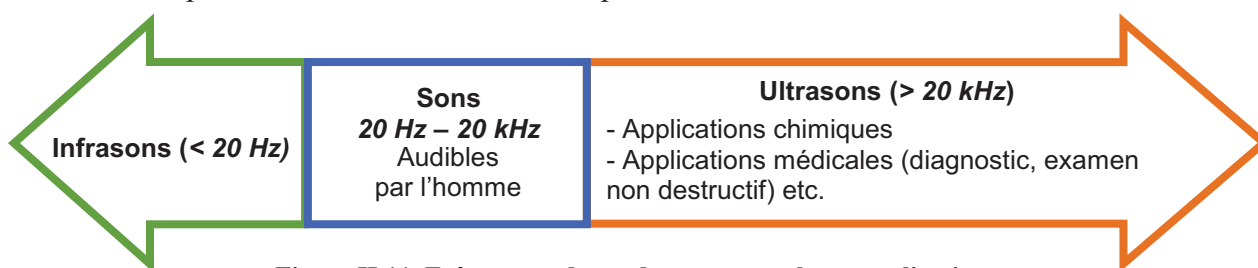 Infrasons (< 20 Hz)
Sons
20 Hz – 20 kHz
Audibles
par l'homme
Ultrasons (> 20 kHz)
- Applications chimiques
- Applications médicales (diagnostic, examen
non destructif) etc.